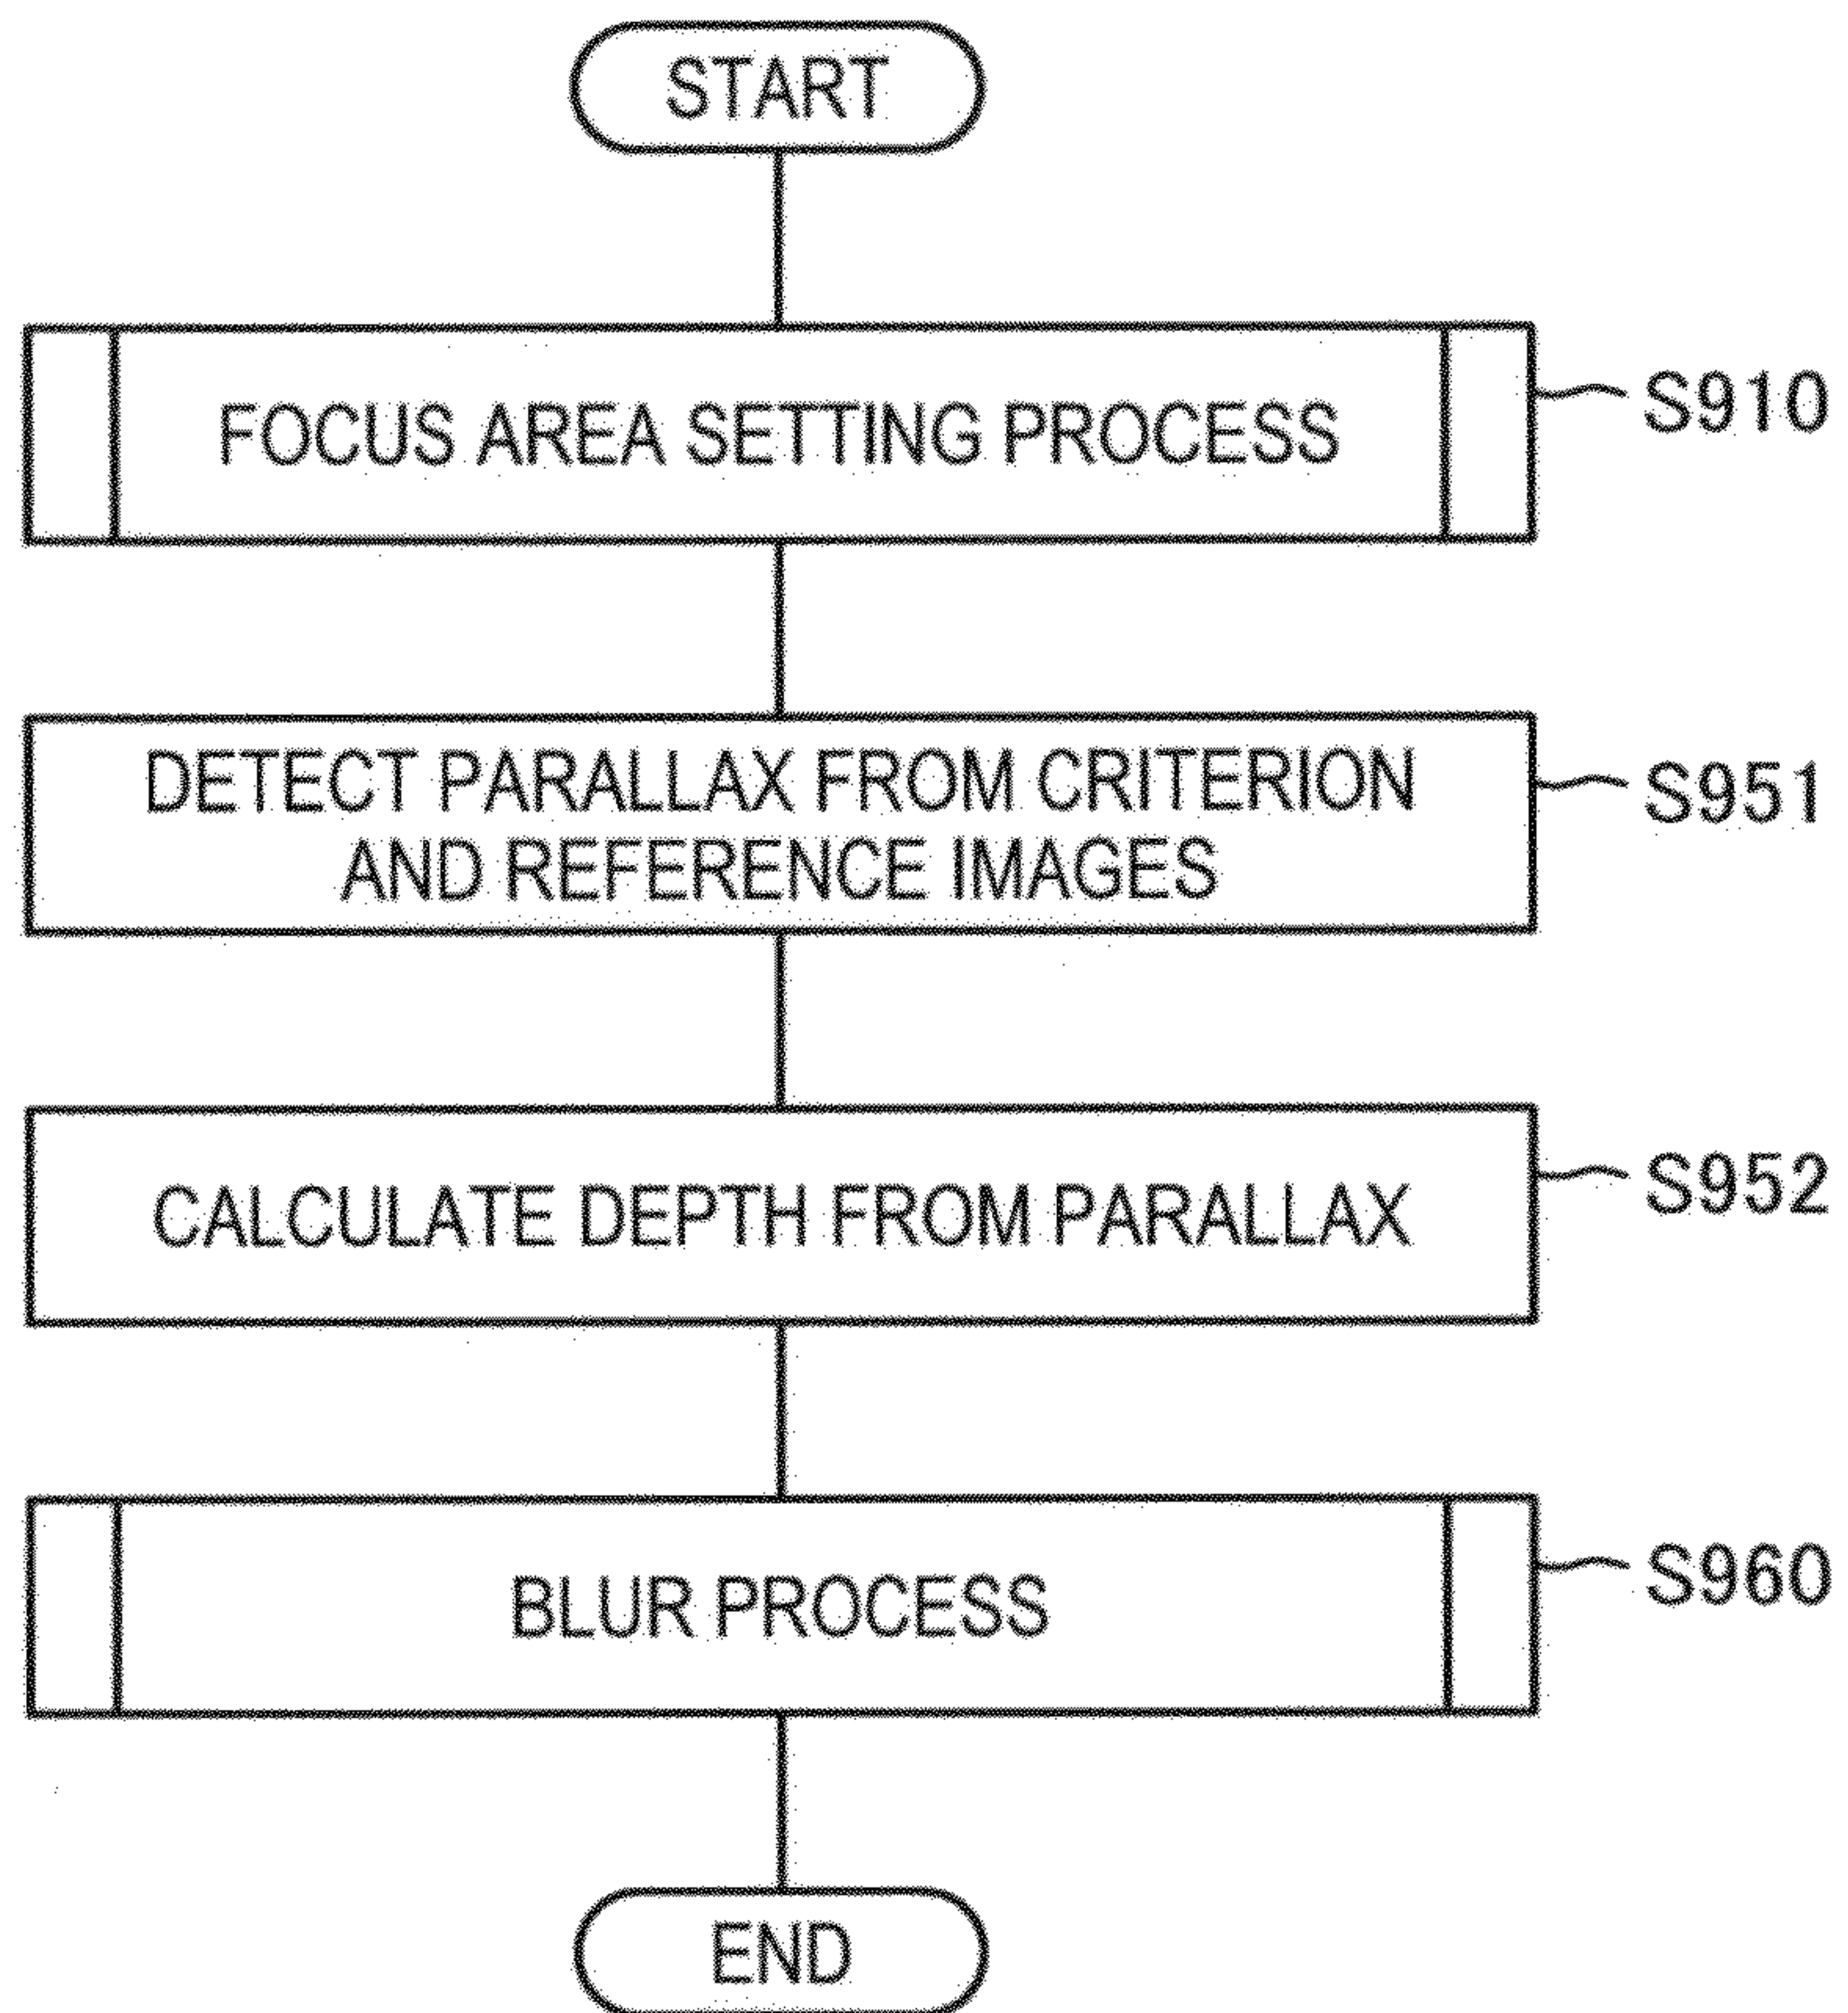 START
FOCUS AREA SETTING PROCESS
S910
DETECT PARALLAX FROM CRITERION
AND REFERENCE IMAGES
S951
CALCULATE DEPTH FROM PARALLAX
S952
BLUR PROCESS
S960
END